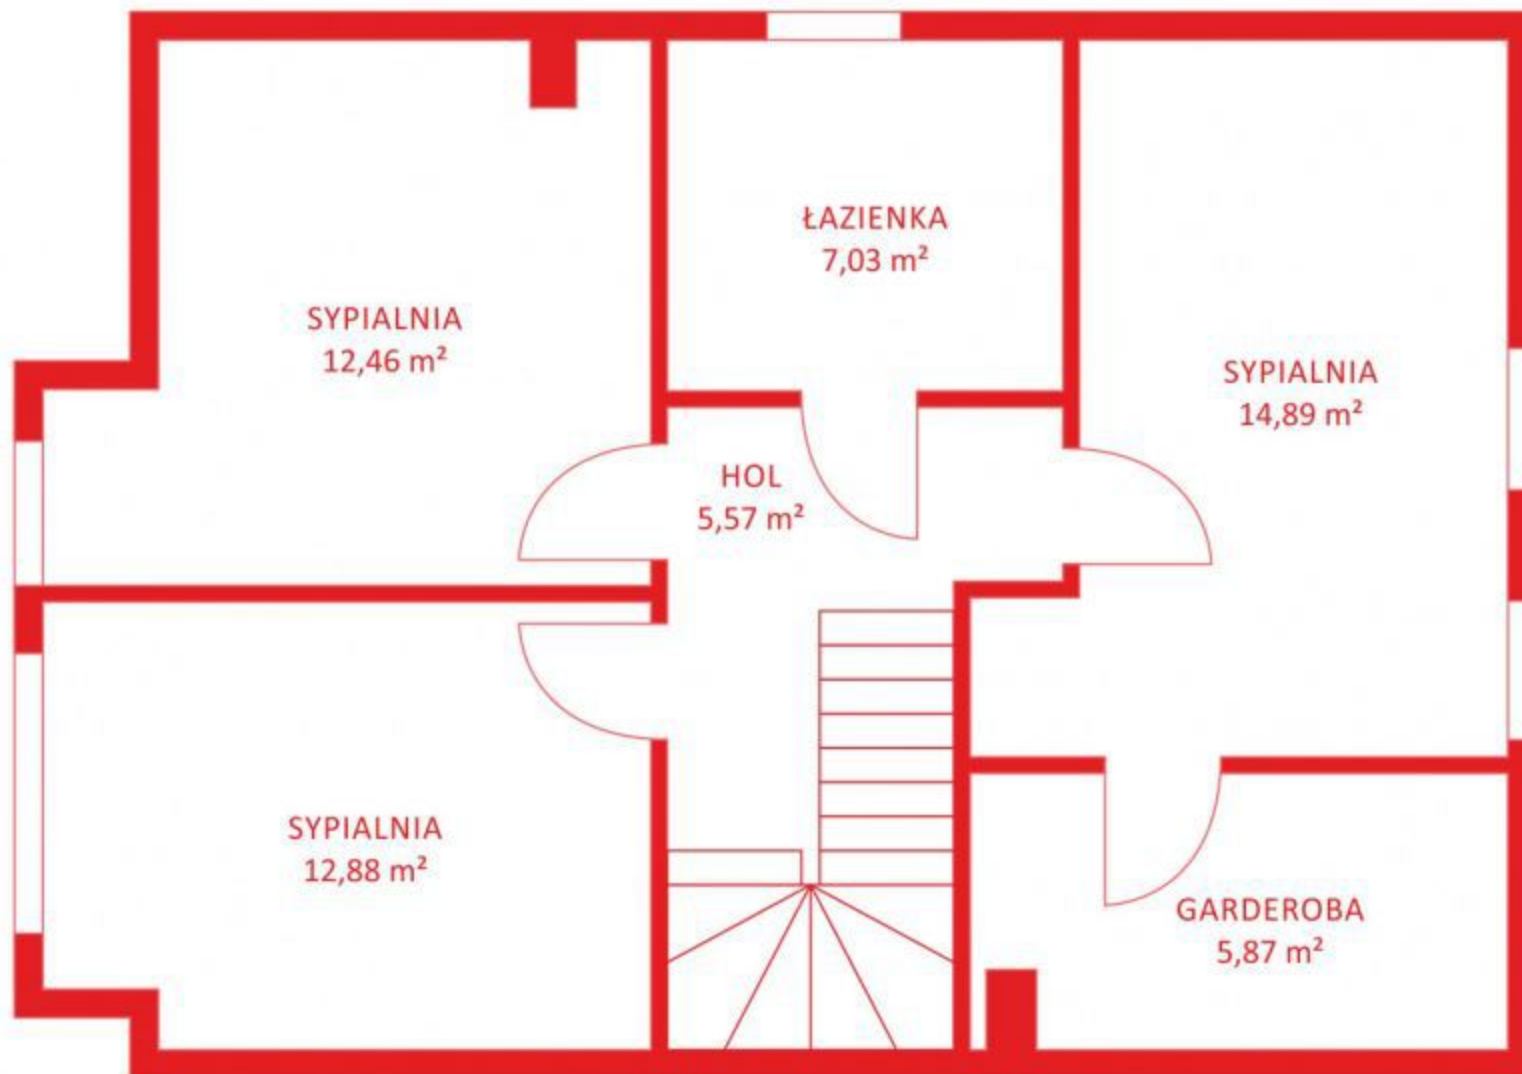 ŁAZIENKA
7,03 m²
SYPIALNIA
12,46 m²
SYPIALNIA
14,89 m²
HOL
5,57 m²
SYPIALNIA
12,88 m²
GARDEROBA
5,87 m²